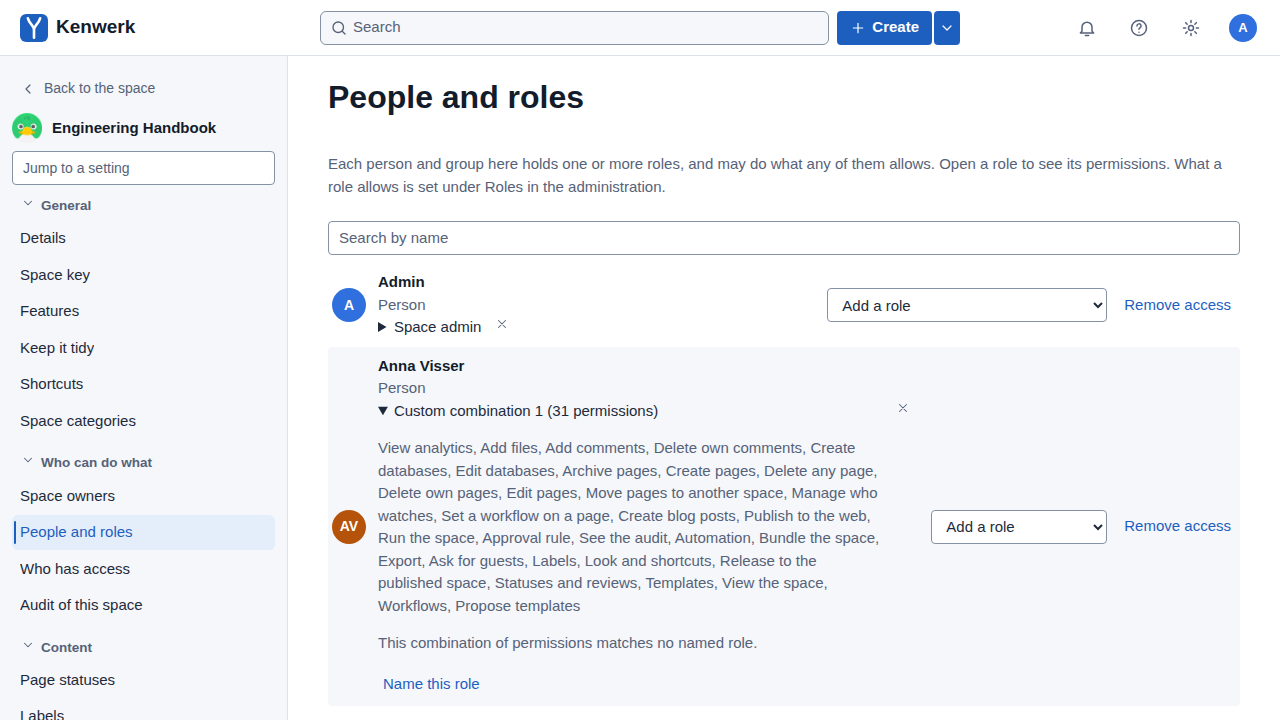 Kenwerk
Search
Create
A
Back to the space
Engineering Handbook
Jump to a setting
General
Details
Space key
Features
Keep it tidy
Shortcuts
Space categories
Who can do what
Space owners
People and roles
Who has access
Audit of this space
Content
Page statuses
Labels
People and roles
Each person and group here holds one or more roles, and may do what any of them allows. Open a role to see its permissions. What a
role allows is set under Roles in the administration.
Search by name
A
Admin
Person
Space admin
Add a role
Remove access
AV
Anna Visser
Person
Custom combination 1 (31 permissions)
View analytics, Add files, Add comments, Delete own comments, Create
databases, Edit databases, Archive pages, Create pages, Delete any page,
Delete own pages, Edit pages, Move pages to another space, Manage who
watches, Set a workflow on a page, Create blog posts, Publish to the web,
Run the space, Approval rule, See the audit, Automation, Bundle the space,
Export, Ask for guests, Labels, Look and shortcuts, Release to the
published space, Statuses and reviews, Templates, View the space,
Workflows, Propose templates
This combination of permissions matches no named role.
Name this role
Add a role
Remove access